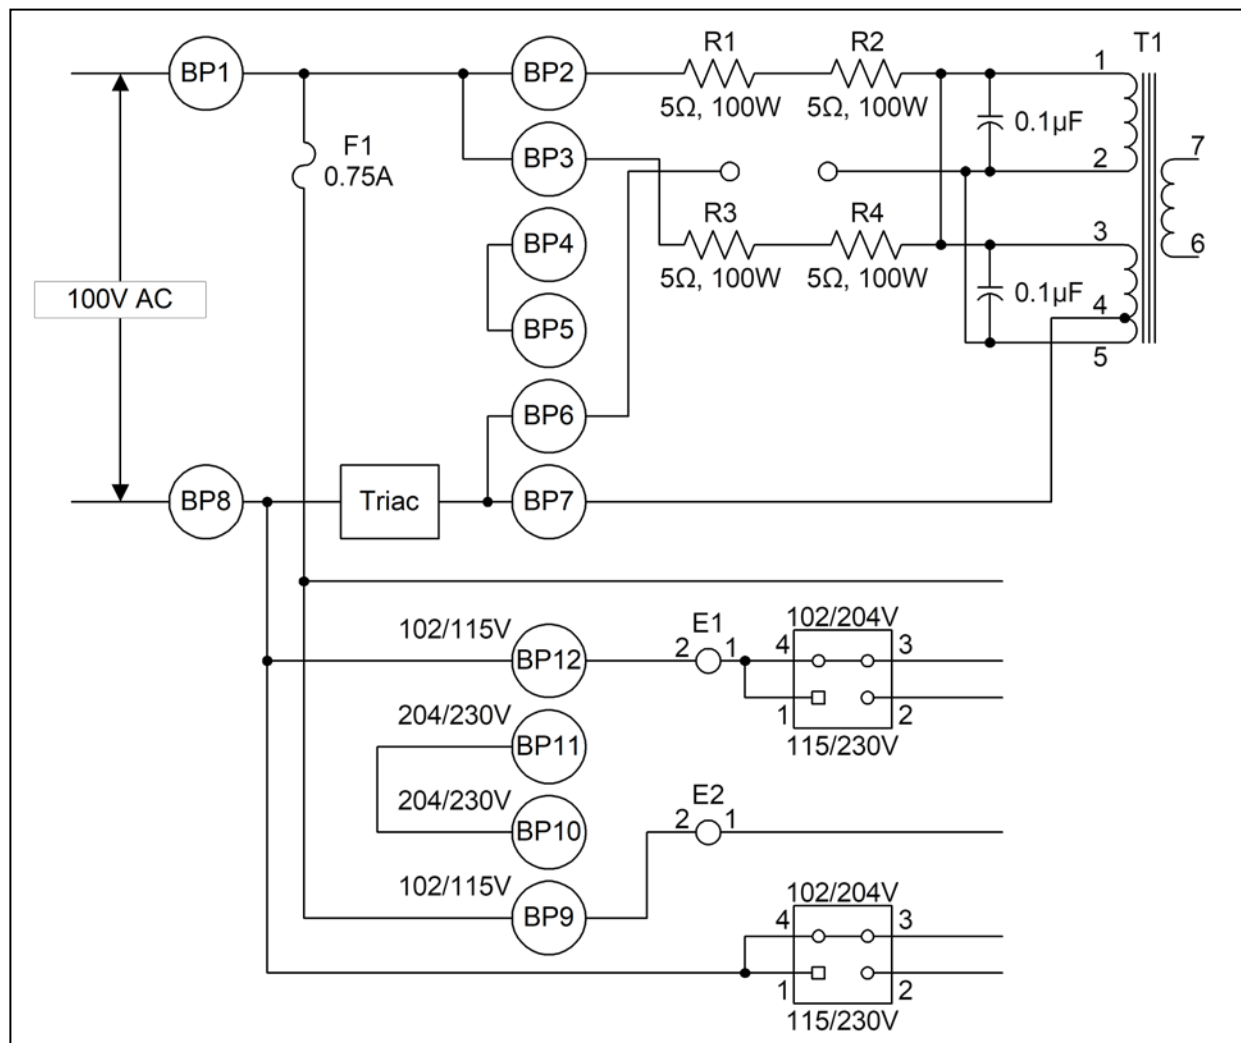 R1
R2
T1
BP1
BP2
1
5Ω, 100W
5Ω, 100W
0.1µF
F1
0.75A
BP3
2
7
R3
R4
BP4
3
6
5Ω, 100W
5Ω, 100W
0.1µF
100V AC
BP5
4
5
BP6
BP8
Triac
BP7
102/115V
E1
102/204V
BP12
2
1
4
3
1
2
204/230V
BP11
115/230V
204/230V
E2
BP10
2
1
102/115V
102/204V
BP9
4
3
1
2
115/230V